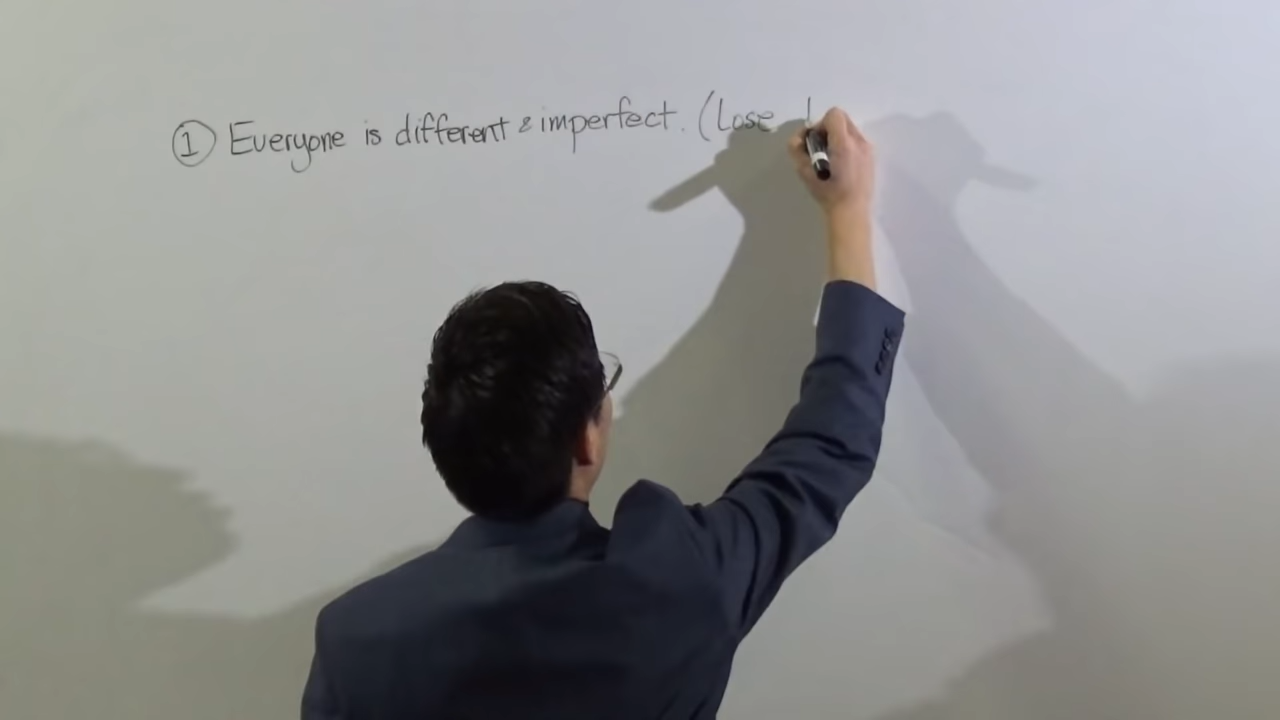 ① Everyone is different & imperfect. (Lose